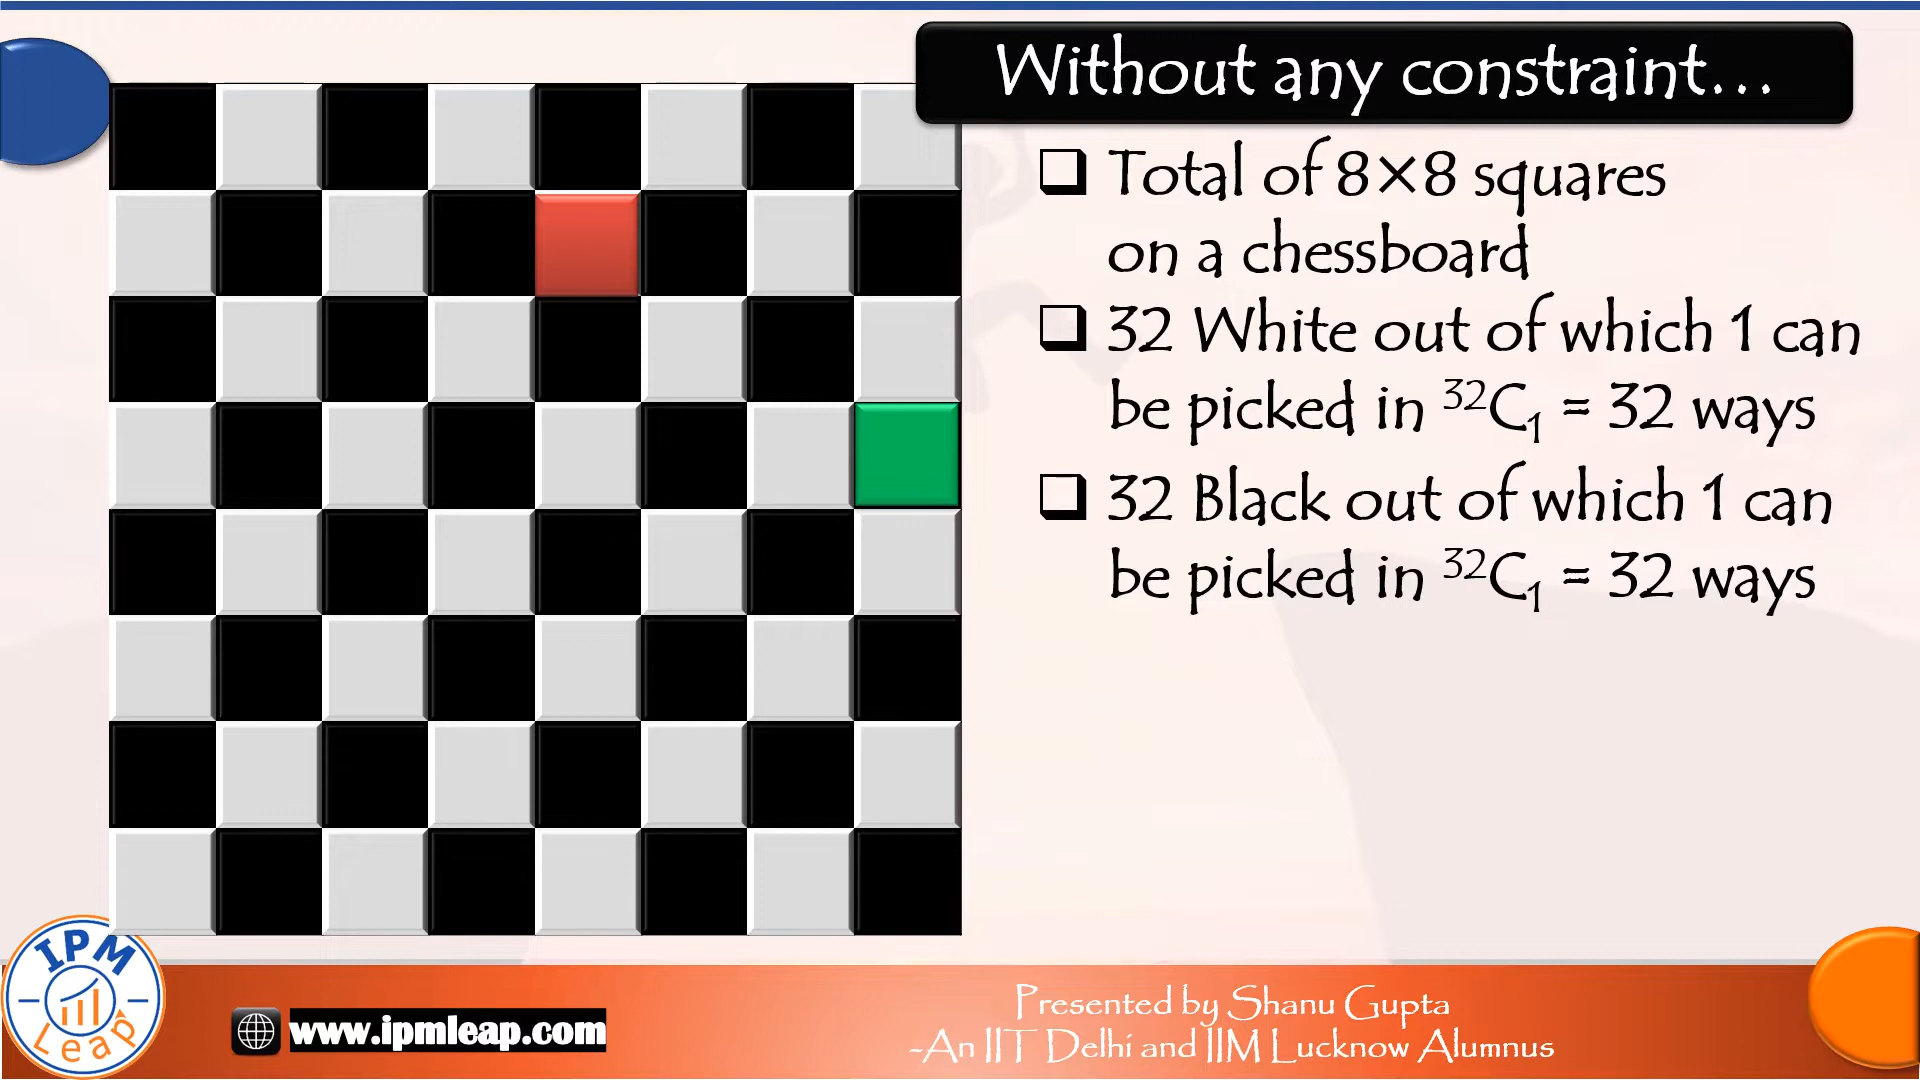 Without any constraint...
Total of 8×8 squares
on a chessboard
32 White out of which 1 can
be picked in ³²C₁ = 32 ways
32 Black out of which 1 can
be picked in ³²C₁ = 32 ways
IPM
Leap
www.ipmleap.com
Presented by Shanu Gupta
-An IIT Delhi and IIM Lucknow Alumnus